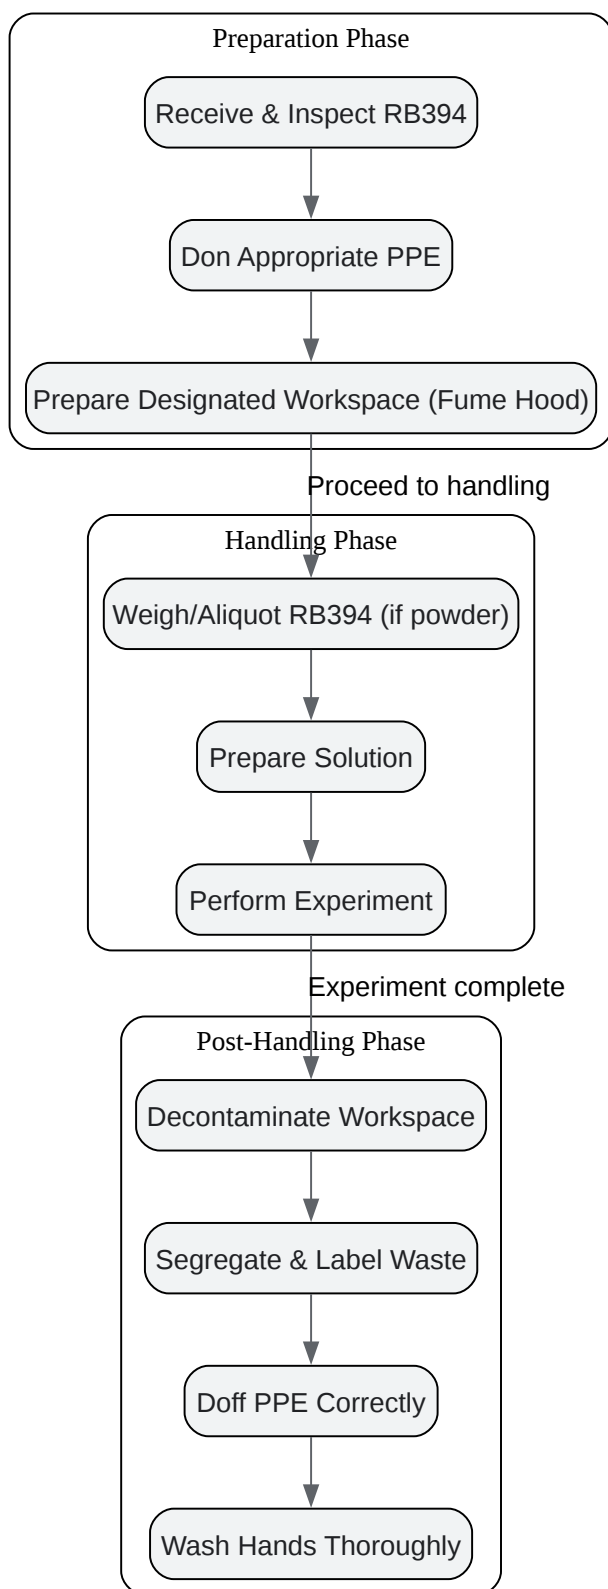 Preparation Phase
Receive & Inspect RB394
Don Appropriate PPE
Prepare Designated Workspace (Fume Hood)
Proceed to handling
Handling Phase
Weigh/Aliquot RB394 (if powder)
Prepare Solution
Perform Experiment
Experiment complete
Post-Handling Phase
Decontaminate Workspace
Segregate & Label Waste
Doff PPE Correctly
Wash Hands Thoroughly